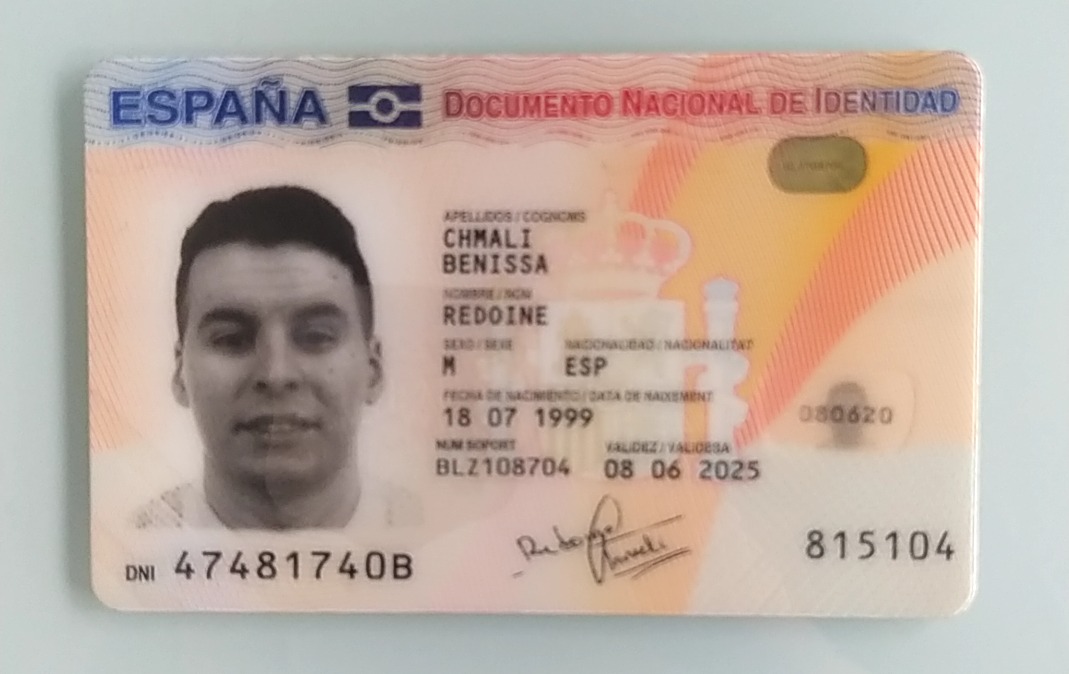 ESPAÑA DOCUMENTO NACIONAL DE IDENTIDAD
APELLIDOS / COGNOMS
CHMALI
BENISSA
NOMBRE / NOM
REDOINE
SEXO / SEXE NACIONALIDAD / NACIONALITAT
M ESP
FECHA DE NACIMIENTO / DATA DE NAIXEMENT
18 07 1999
080620
NUM SOPORT VALIDEZ / VALIDESA
BLZ108704 08 06 2025
815104
DNI 47481740B